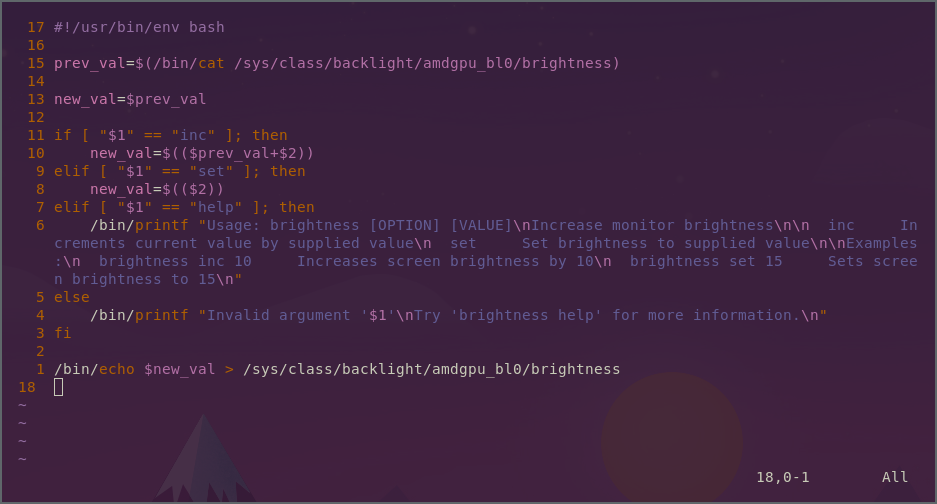 17 #!/usr/bin/env bash
16
15 prev_val=$(/bin/cat /sys/class/backlight/amdgpu_bl0/brightness)
14
13 new_val=$prev_val
12
11 if [ "$1" == "inc" ]; then
10     new_val=$(($prev_val+$2))
9 elif [ "$1" == "set" ]; then
8     new_val=$(($2))
7 elif [ "$1" == "help" ]; then
6     /bin/printf "Usage: brightness [OPTION] [VALUE]\nIncrease monitor brightness\n\n  inc     In
crements current value by supplied value\n  set     Set brightness to supplied value\n\nExamples
:\n  brightness inc 10     Increases screen brightness by 10\n  brightness set 15     Sets scree
n brightness to 15\n"
5 else
4     /bin/printf "Invalid argument '$1'\nTry 'brightness help' for more information.\n"
3 fi
2
1 /bin/echo $new_val > /sys/class/backlight/amdgpu_bl0/brightness
18
~
~
~
~
18,0-1        All